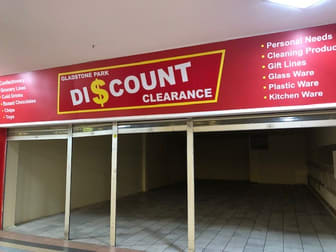 Confectionery
• Grocery Lines
• Cold Drinks
• Boxed Chocolates
• Chips
• Toys
GLADSTONE PARK
DI$COUNT
CLEARANCE
• Personal Needs
• Cleaning Produc
• Gift Lines
• Glass Ware
• Plastic Ware
• Kitchen Ware